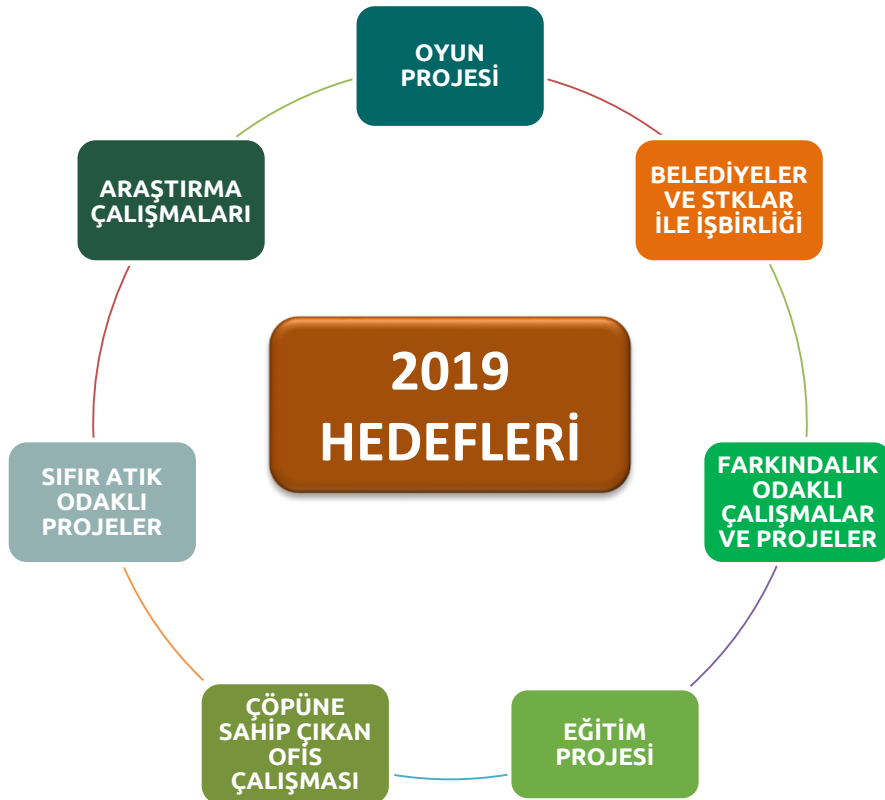 OYUN
PROJESİ
BELEDİYELER
VE STKLAR
İLE İŞBİRLİĞİ
FARKINDALIK
ODAKLI
ÇALIŞMALAR
VE PROJELER
EĞİTİM
PROJESİ
ÇÖPÜNE
SAHİP ÇIKAN
OFİS
ÇALIŞMASI
SIFIR ATIK
ODAKLI
PROJELER
ARAŞTIRMA
ÇALIŞMALARI
2019
HEDEFLERİ